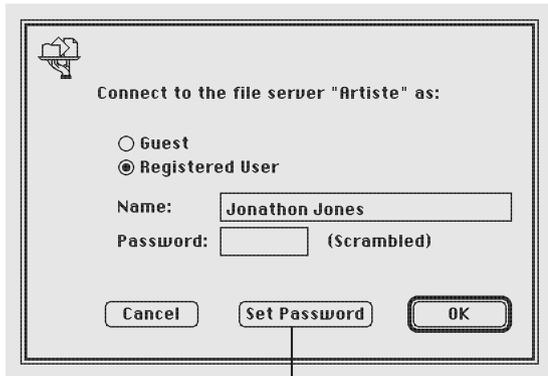 Connect to the file server "Artiste" as:
Guest
Registered User
Name: Jonathon Jones
Password: (Scrambled)
Cancel Set Password OK